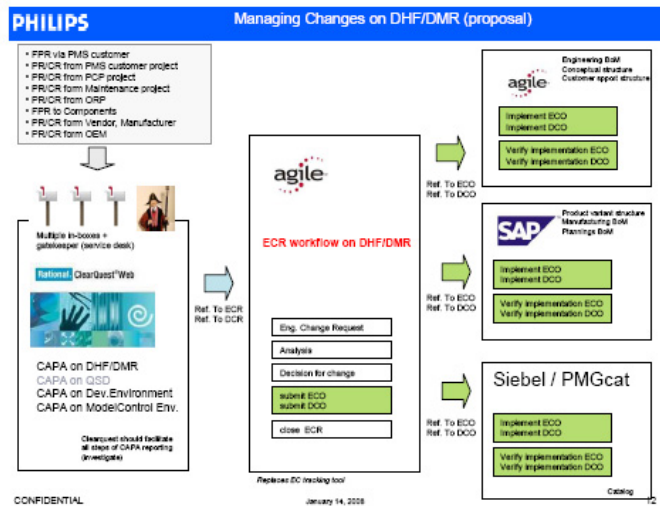 PHILIPS
Managing Changes on DHF/DMR (proposal)
• FPR via PMS customer
• PR/CR from PMS customer project
• PR/CR from PCP project
• PR/CR form Maintenance project
• PR/CR from ORP
• FPR to Components
• PR/CR form Vendor, Manufacturer
• PR/CR form OEM
Multiple in-boxes +
gatekeeper (service desk)
Rational. ClearQuest Web
CAPA on DHF/DMR
CAPA on QSD
CAPA on Dev.Environment
CAPA on ModelControl Env.
Clearquest should facilitate
all steps of CAPA reporting
(investigate)
Ref. To ECR
Ref. To DCR
agile
ECR workflow on DHF/DMR
Eng. Change Request
Analysis
Decision for change
submit ECO
submit DCO
close ECR
Replaces EC tracking tool
Ref. To ECO
Ref. To DCO
agile
Engineering BoM
Conceptual structure
Customer spport structure
Implement ECO
Implement DCO
Verify implementation ECO
Verify implementation DCO
Ref. To ECO
Ref. To DCO
SAP
Product variant structure
Manufacturing BoM
Plannings BoM
Implement ECO
Implement DCO
Verify implementation ECO
Verify implementation DCO
Ref. To ECO
Ref. To DCO
Siebel / PMGcat
Implement ECO
Implement DCO
Verify implementation ECO
Verify implementation DCO
Catalog
CONFIDENTIAL
January 14, 2008
12